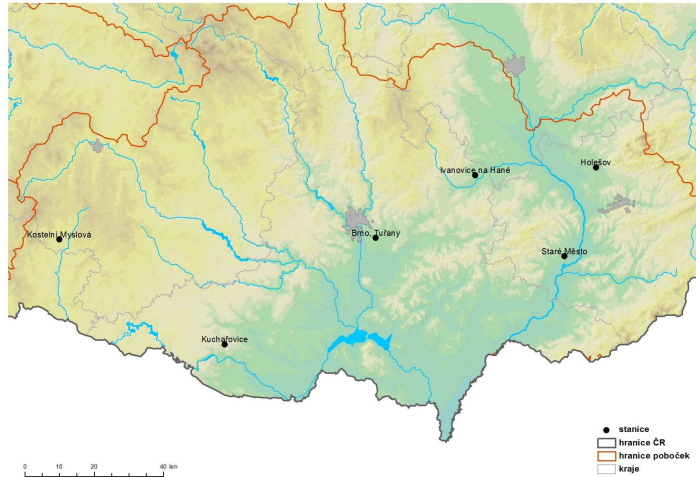 Holešov
Ivanovice na Hané
Kostelní Myslová
Brno, Tuřany
Staré Město
Kuchařovice
stanice
hranice ČR
hranice poboček
kraje
0 10 20 40 km